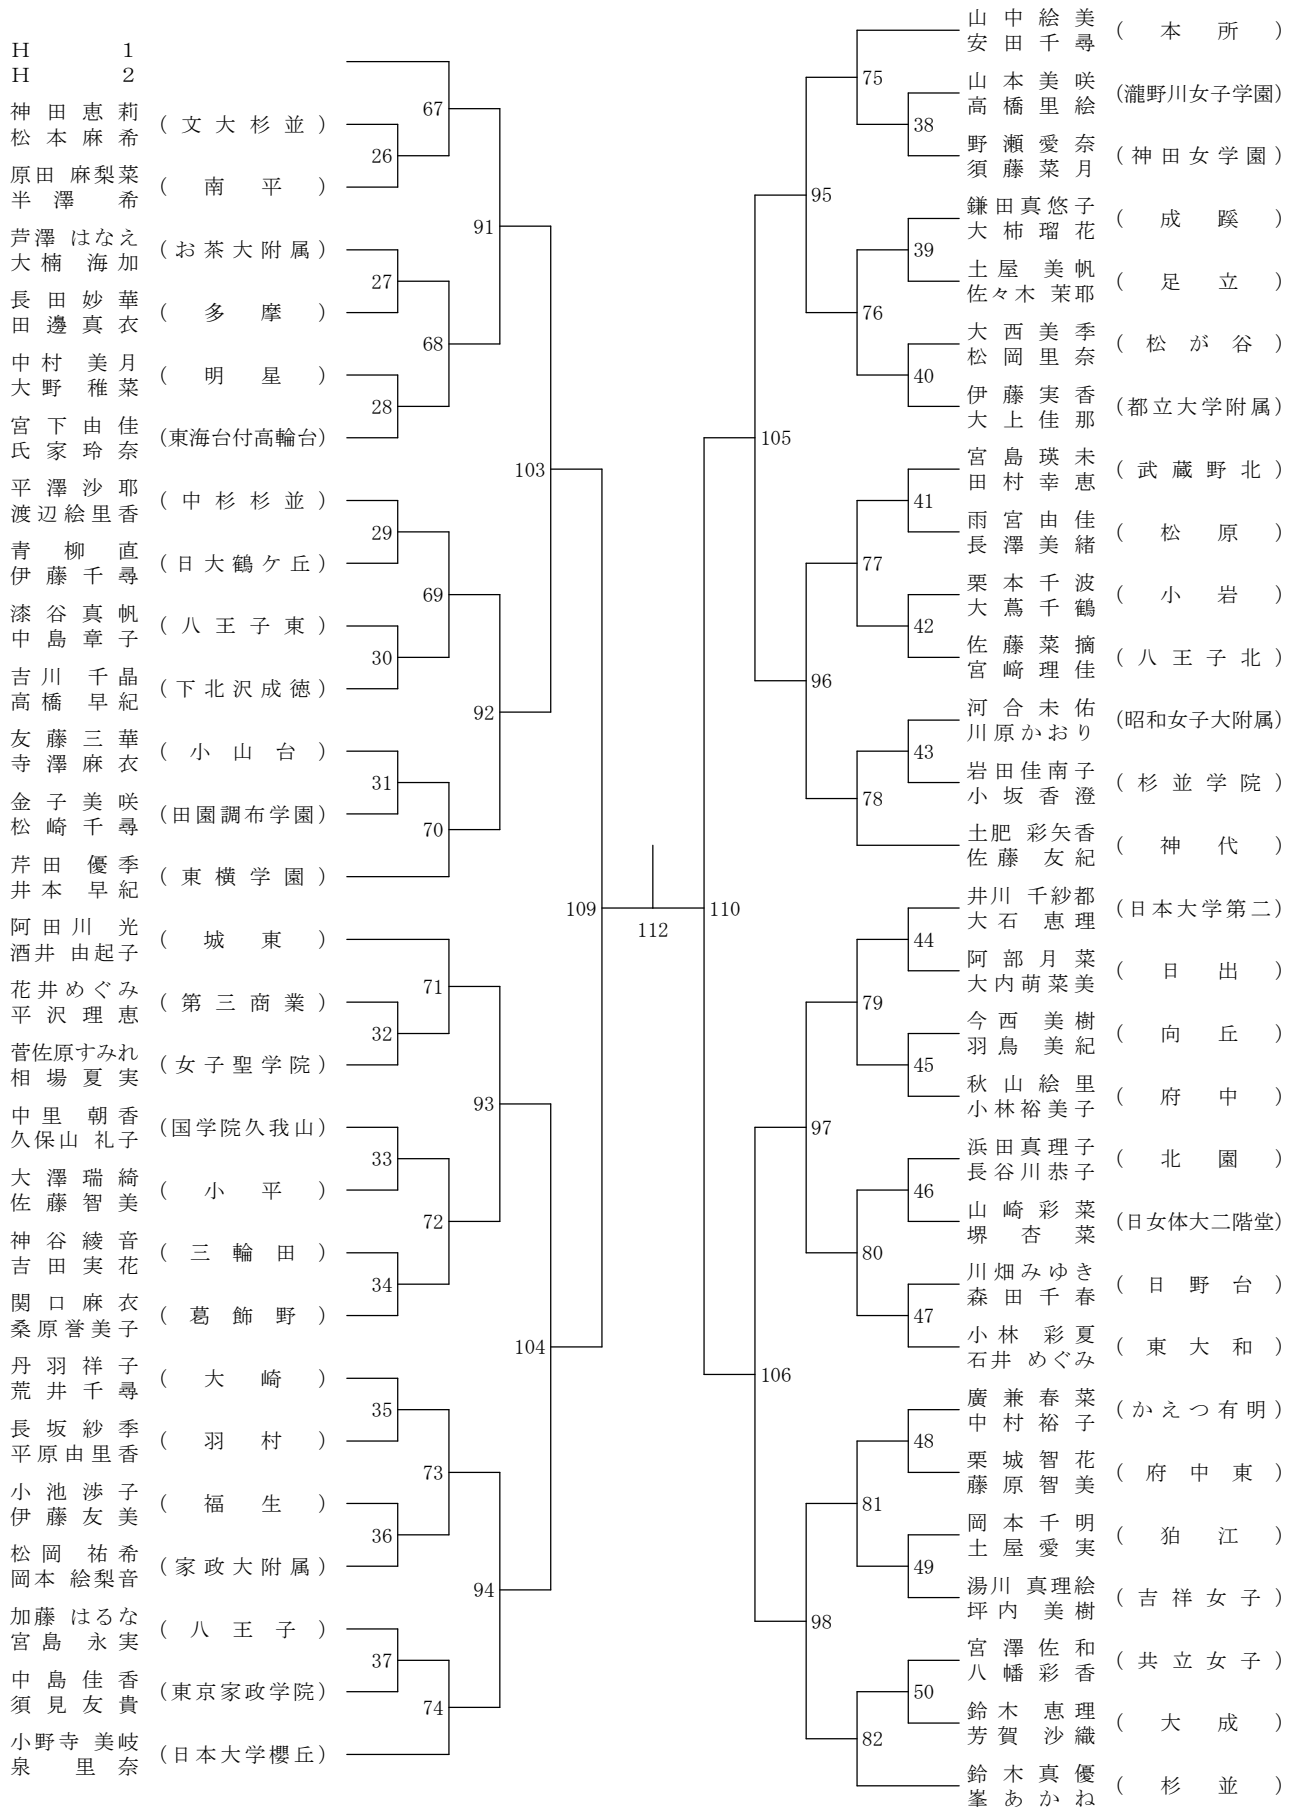 H 1
H 2
神田恵莉
松本麻希
(文大杉並)
原田 麻梨菜
半澤 希
(南平)
芦澤 はなえ
大楠 海加
(お茶大附属)
長田妙華
田邊真衣
(多摩)
中村 美月
大野 稚菜
(明星)
宮下由佳
氏家玲奈
(東海台付高輪台)
平澤沙耶
渡辺絵里香
(中杉杉並)
青柳直
伊藤千尋
(日大鶴ケ丘)
漆谷真帆
中島章子
(八王子東)
吉川 千晶
高橋 早紀
(下北沢成徳)
友藤三華
寺澤麻衣
(小山台)
金子美咲
松崎千尋
(田園調布学園)
芹田 優季
井本 早紀
(東横学園)
阿田川 光
酒井 由起子
(城東)
花井めぐみ
平沢理恵
(第三商業)
菅佐原すみれ
相場夏実
(女子聖学院)
中里 朝香
久保山 礼子
(国学院久我山)
大澤瑞綺
佐藤智美
(小平)
神谷綾音
吉田実花
(三輪田)
関口麻衣
桑原誉美子
(葛飾野)
丹羽祥子
荒井千尋
(大崎)
長坂紗季
平原由里香
(羽村)
小池渉子
伊藤友美
(福生)
松岡 祐希
岡本 絵梨音
(家政大附属)
加藤 はるな
宮島 永実
(八王子)
中島佳香
須見友貴
(東京家政学院)
小野寺 美岐
泉 里奈
(日本大学櫻丘)
67
26
91
27
68
28
103
29
69
30
92
31
70
109
71
32
93
33
72
34
104
35
73
36
94
37
74
112
山中絵美
安田千尋
(本所)
山本美咲
高橋里絵
(瀧野川女子学園)
野瀬愛奈
須藤菜月
(神田女学園)
鎌田真悠子
大柿瑠花
(成蹊)
土屋 美帆
佐々木 茉耶
(足立)
大西美季
松岡里奈
(松が谷)
伊藤実香
大上佳那
(都立大学附属)
宮島瑛未
田村幸恵
(武蔵野北)
雨宮由佳
長澤美緒
(松原)
栗本千波
大蔦千鶴
(小岩)
佐藤菜摘
宮﨑理佳
(八王子北)
河合未佑
川原かおり
(昭和女子大附属)
岩田佳南子
小坂香澄
(杉並学院)
土肥 彩矢香
佐藤 友紀
(神代)
井川 千紗都
大石 恵理
(日本大学第二)
阿部月菜
大内萌菜美
(日出)
今西 美樹
羽鳥 美紀
(向丘)
秋山絵里
小林裕美子
(府中)
浜田真理子
長谷川恭子
(北園)
山崎彩菜
堺 杏菜
(日女体大二階堂)
川畑みゆき
森田千春
(日野台)
小林 彩夏
石井 めぐみ
(東大和)
廣兼春菜
中村裕子
(かえつ有明)
栗城智花
藤原智美
(府中東)
岡本千明
土屋愛実
(狛江)
湯川 真理絵
坪内 美樹
(吉祥女子)
宮澤佐和
八幡彩香
(共立女子)
鈴木 恵理
芳賀 沙織
(大成)
鈴木真優
峯あかね
(杉並)
75
38
95
39
76
40
105
41
77
42
96
43
78
110
44
79
45
97
46
80
47
106
48
81
49
98
50
82